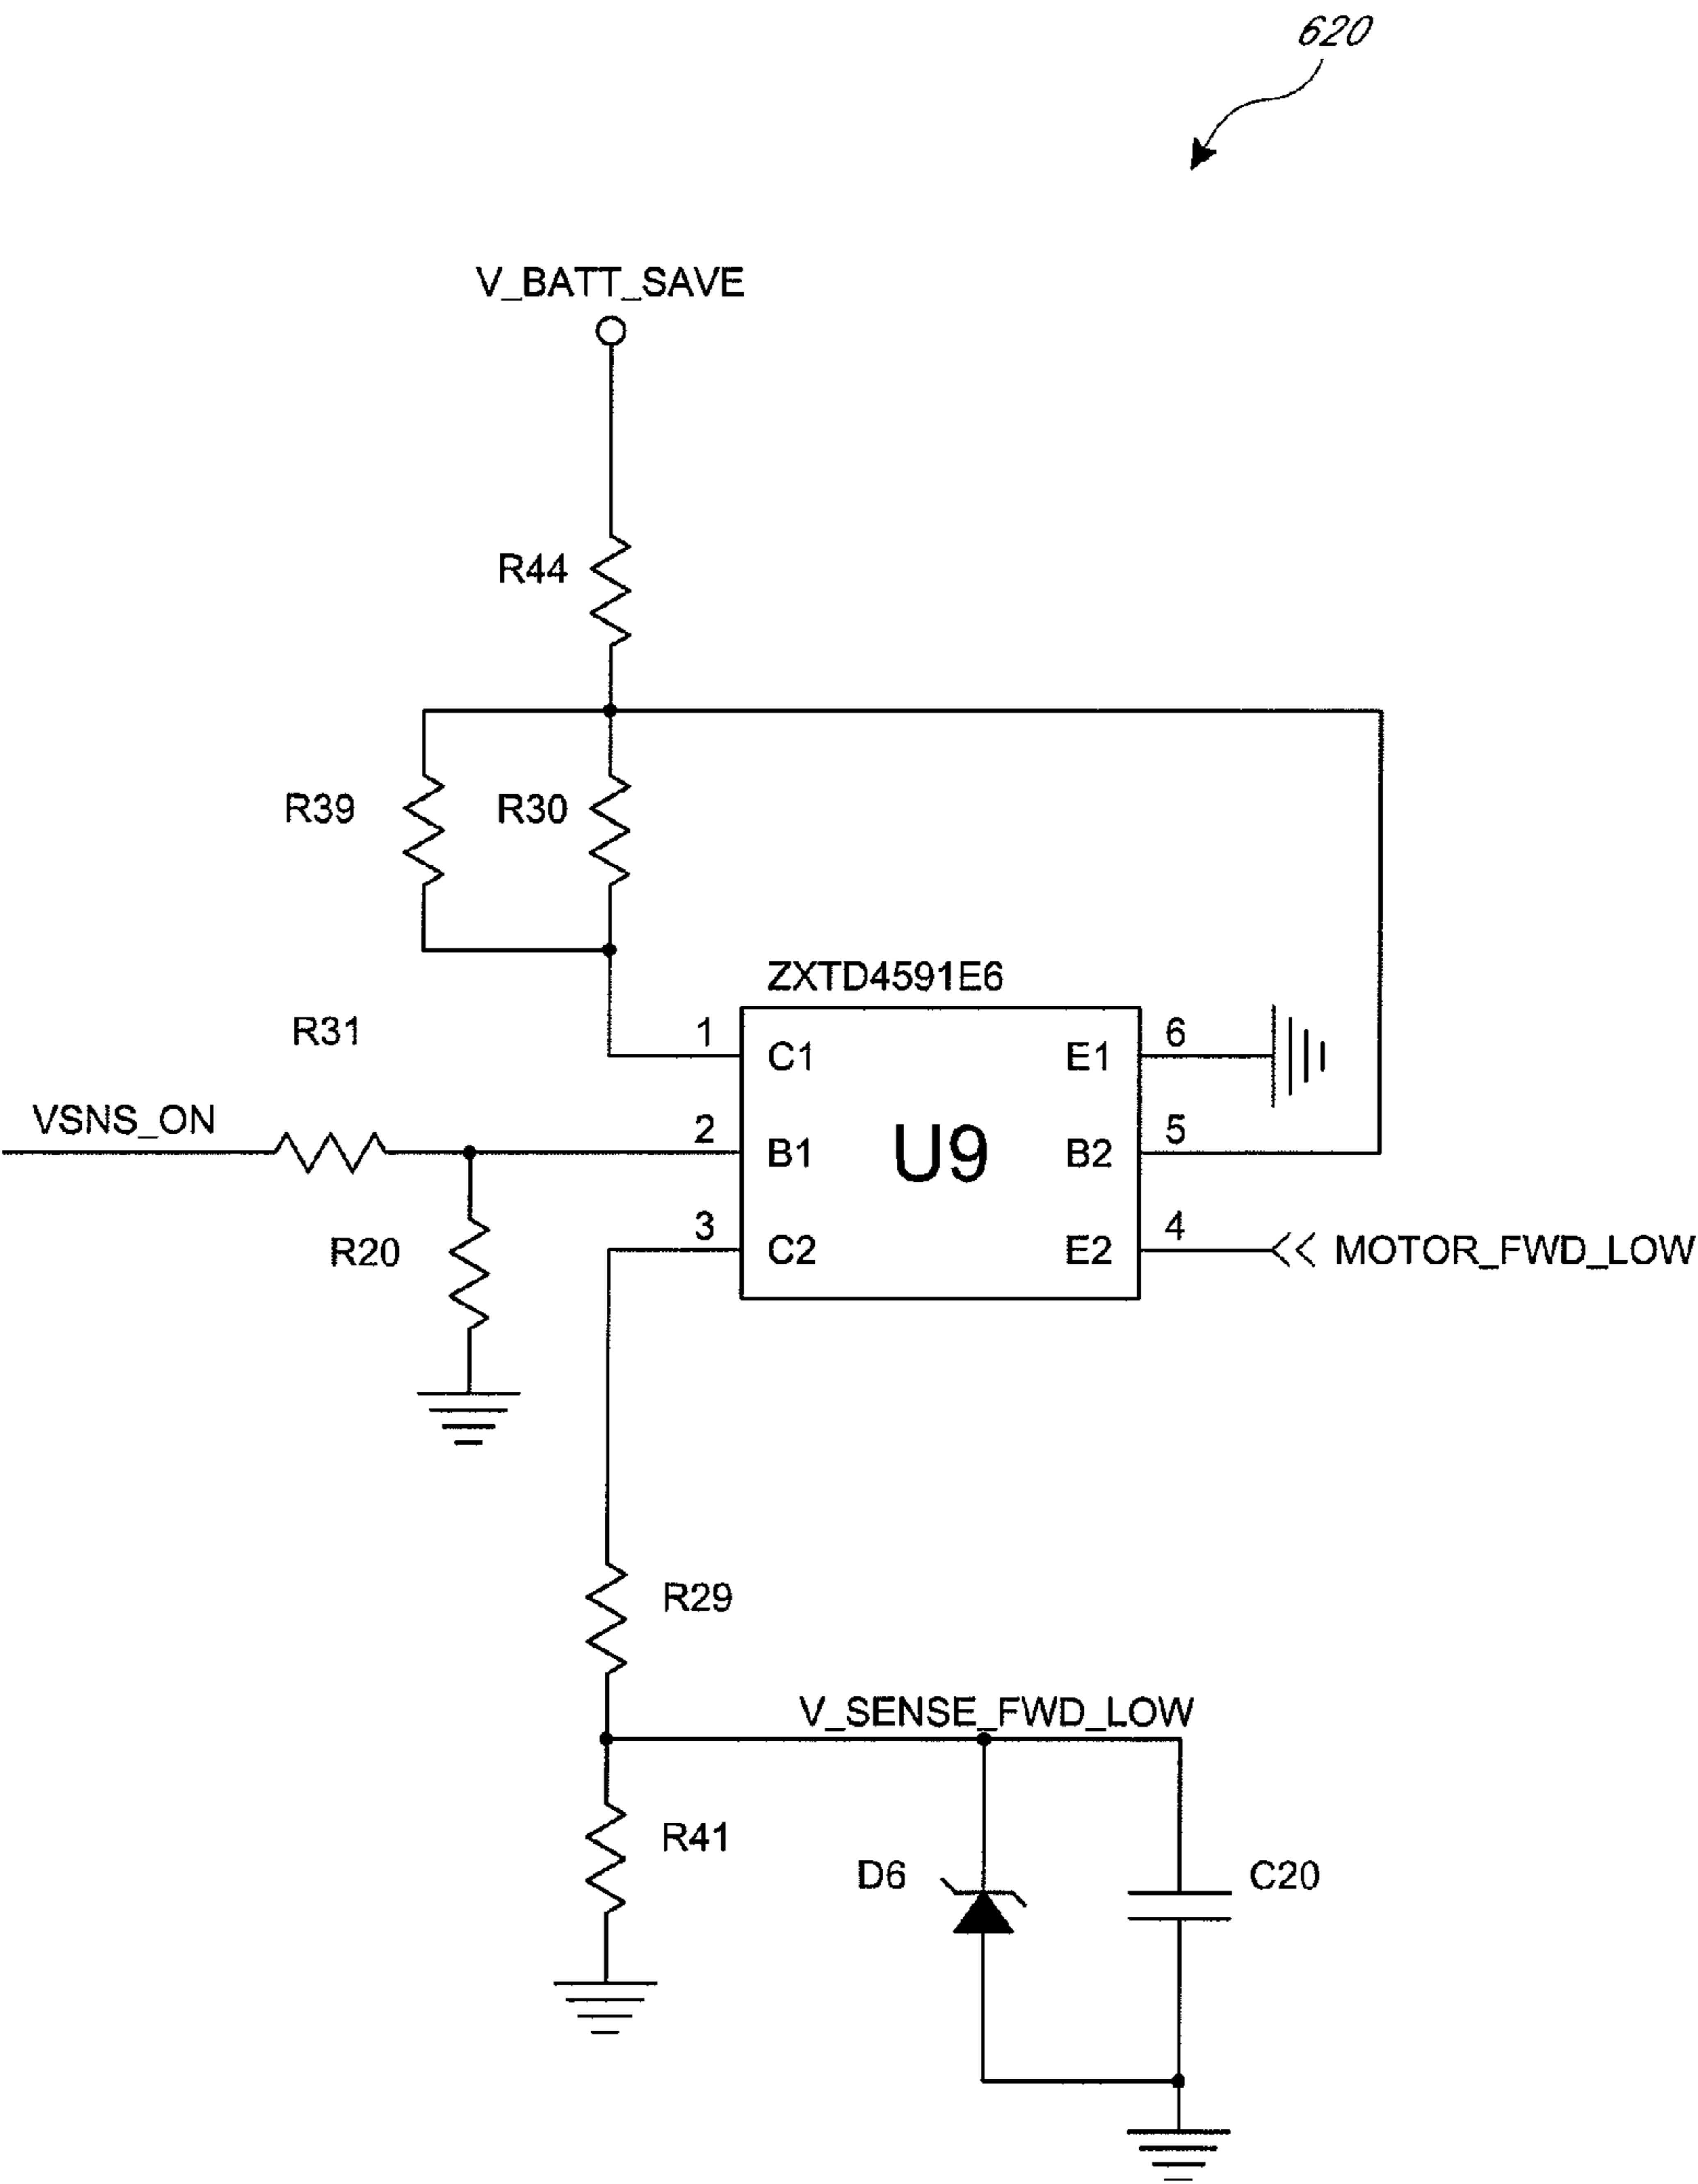 620
V_BATT_SAVE
R44
R39
R30
ZXTD4591E6
R31
1
C1
E1
6
VSNS_ON
2
B1
U9
B2
5
R20
3
C2
E2
4
MOTOR_FWD_LOW
R29
V_SENSE_FWD_LOW
R41
D6
C20